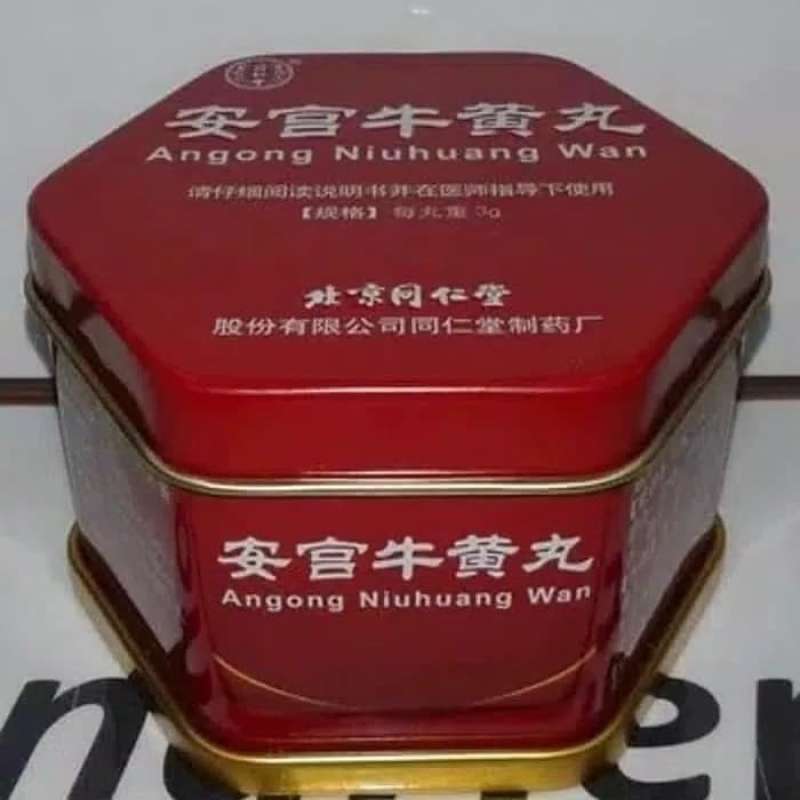 安宫牛黄丸
Angong Niuhuang Wan
请仔细阅读说明书并在医师指导下使用
【规格】每丸重 3g
北京同仁堂
股份有限公司同仁堂制药厂
安宫牛黄丸
Angong Niuhuang Wan